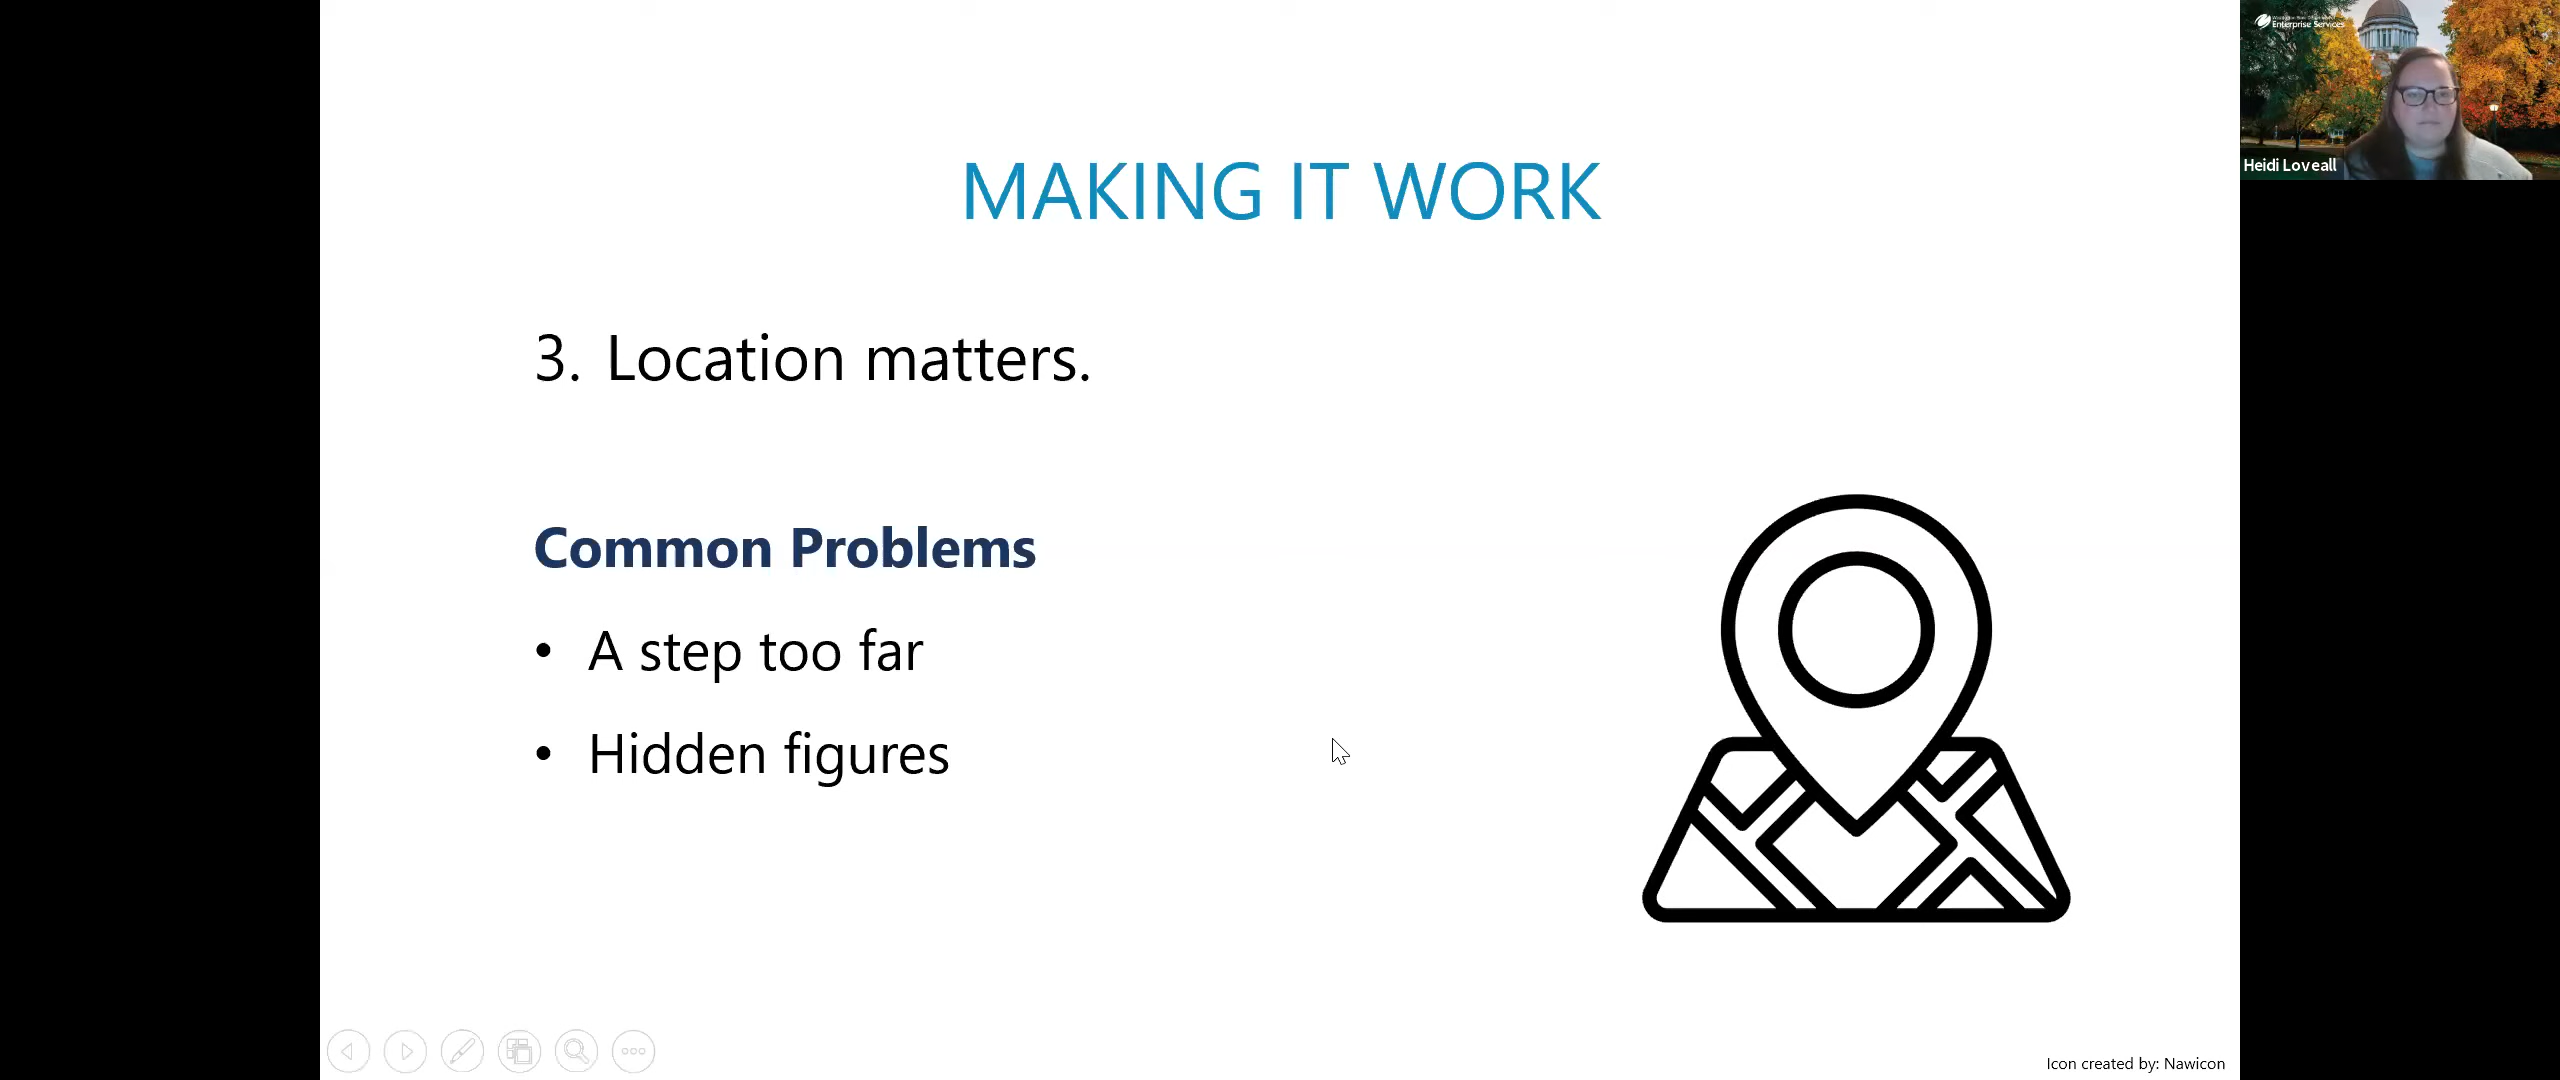 MAKING IT WORK
3. Location matters.
Common Problems
• A step too far
• Hidden figures
Icon created by: Nawicon
Enterprise Services
Heidi Loveall